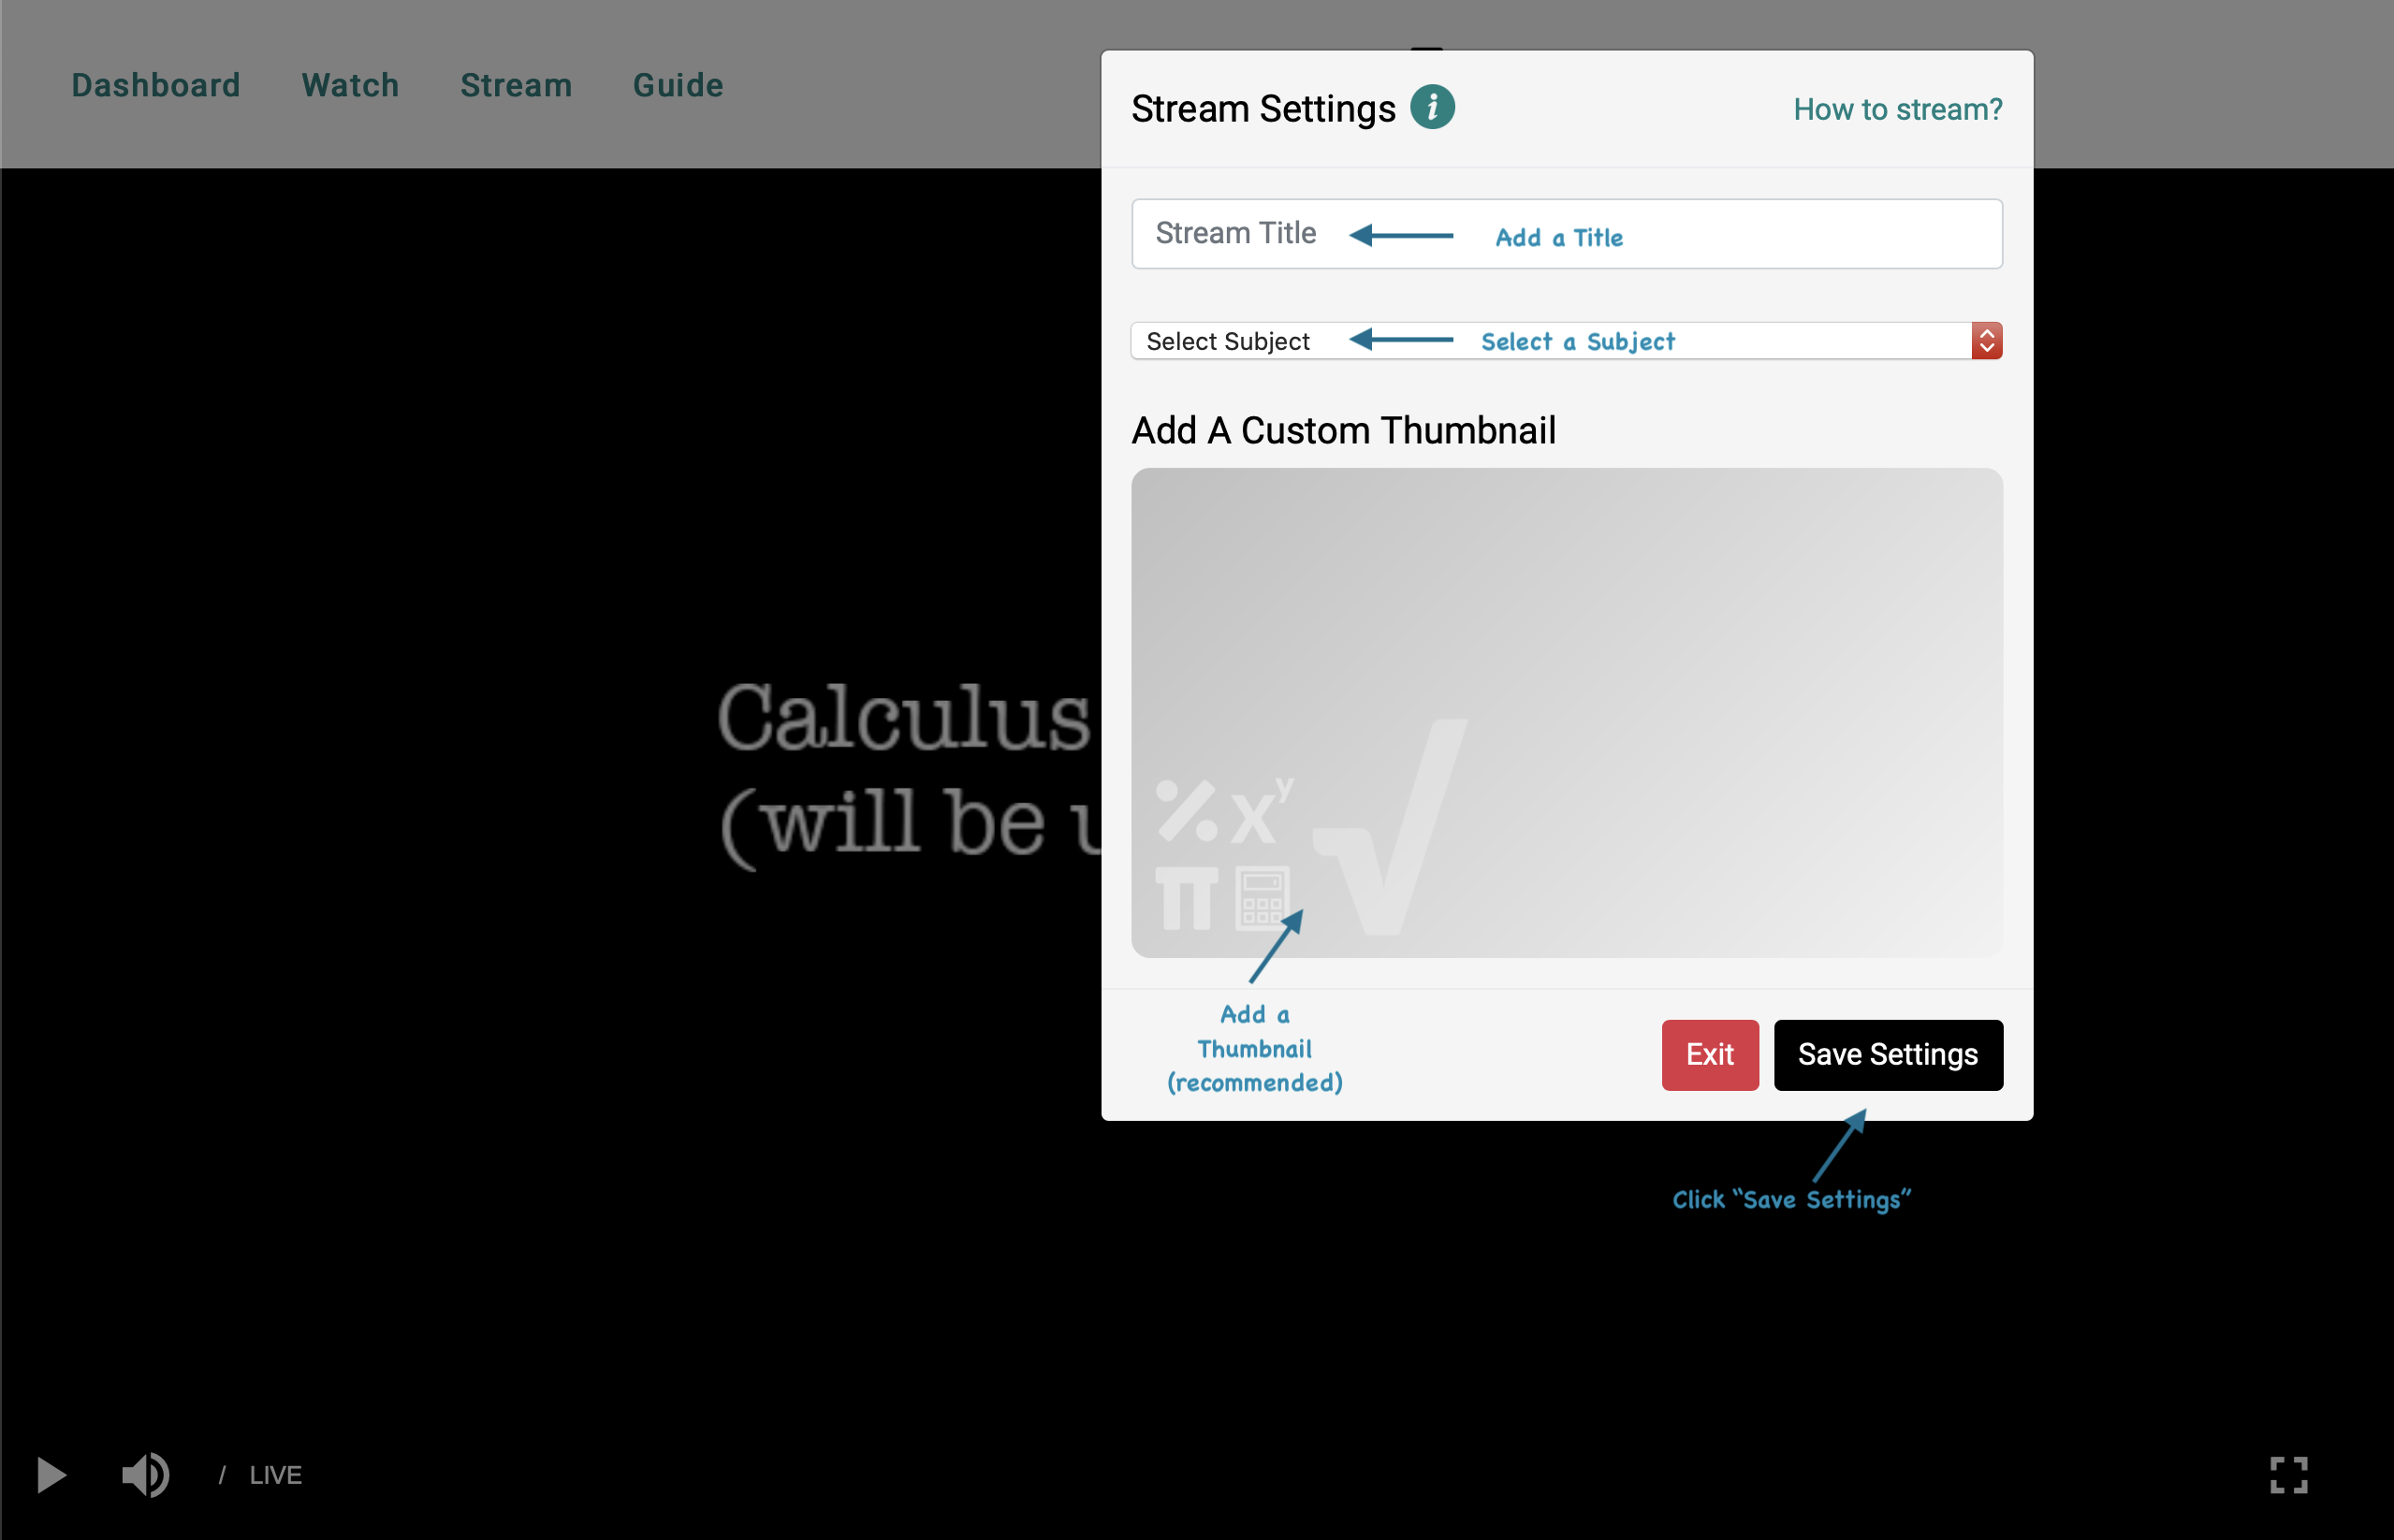 Dashboard Watch Stream Guide
Stream Settings i How to stream?
Stream Title Add a Title
Select Subject Select a Subject
Add A Custom Thumbnail
Calculus
(will be
% xʸ √
π
Add a
Thumbnail
(recommended)
Exit Save Settings
Click “Save Settings”
/ LIVE